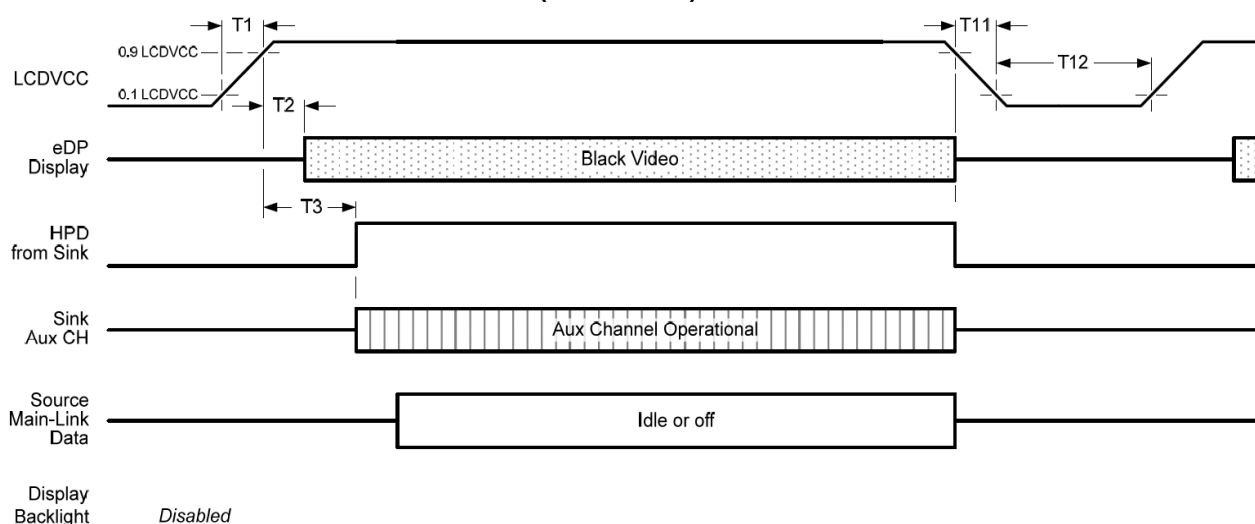 T1
T11
0.9 LCDVCC
LCDVCC
T12
0.1 LCDVCC
T2
eDP
Display
Black Video
T3
HPD
from Sink
Sink
Aux CH
Aux Channel Operational
Source
Main-Link
Data
Idle or off
Display
Backlight
Disabled